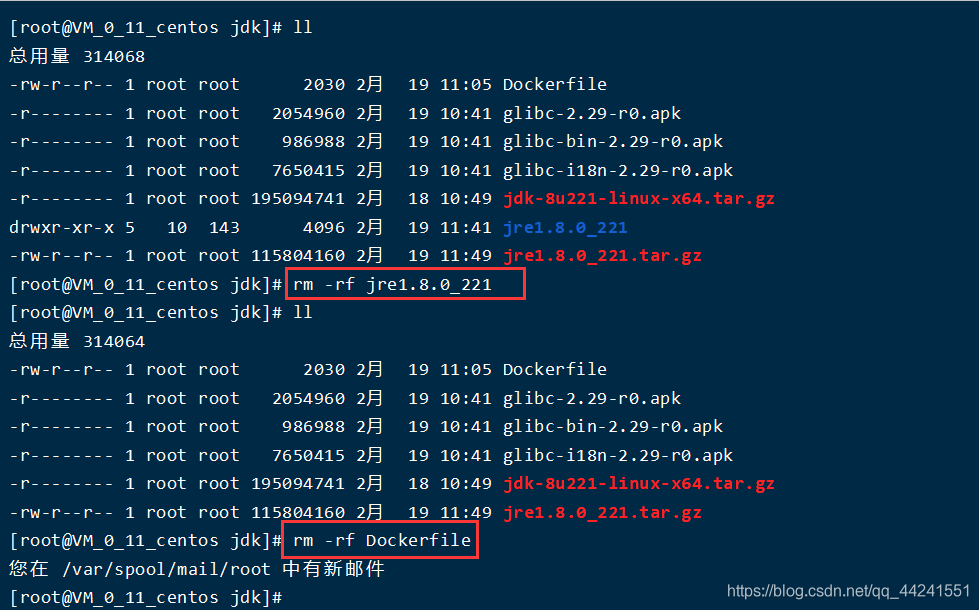 [root@VM_0_11_centos jdk]# ll
总用量 314068
-rw-r--r-- 1 root root      2030 2月  19 11:05 Dockerfile
-r-------- 1 root root   2054960 2月  19 10:41 glibc-2.29-r0.apk
-r-------- 1 root root    986988 2月  19 10:41 glibc-bin-2.29-r0.apk
-r-------- 1 root root   7650415 2月  19 10:41 glibc-i18n-2.29-r0.apk
-r-------- 1 root root 195094741 2月  18 10:49 jdk-8u221-linux-x64.tar.gz
drwxr-xr-x 5   10  143      4096 2月  19 11:41 jre1.8.0_221
-rw-r--r-- 1 root root 115804160 2月  19 11:49 jre1.8.0_221.tar.gz
[root@VM_0_11_centos jdk]# rm -rf jre1.8.0_221
[root@VM_0_11_centos jdk]# ll
总用量 314064
-rw-r--r-- 1 root root      2030 2月  19 11:05 Dockerfile
-r-------- 1 root root   2054960 2月  19 10:41 glibc-2.29-r0.apk
-r-------- 1 root root    986988 2月  19 10:41 glibc-bin-2.29-r0.apk
-r-------- 1 root root   7650415 2月  19 10:41 glibc-i18n-2.29-r0.apk
-r-------- 1 root root 195094741 2月  18 10:49 jdk-8u221-linux-x64.tar.gz
-rw-r--r-- 1 root root 115804160 2月  19 11:49 jre1.8.0_221.tar.gz
[root@VM_0_11_centos jdk]# rm -rf Dockerfile
您在 /var/spool/mail/root 中有新邮件
[root@VM_0_11_centos jdk]#
https://blog.csdn.net/qq_44241551